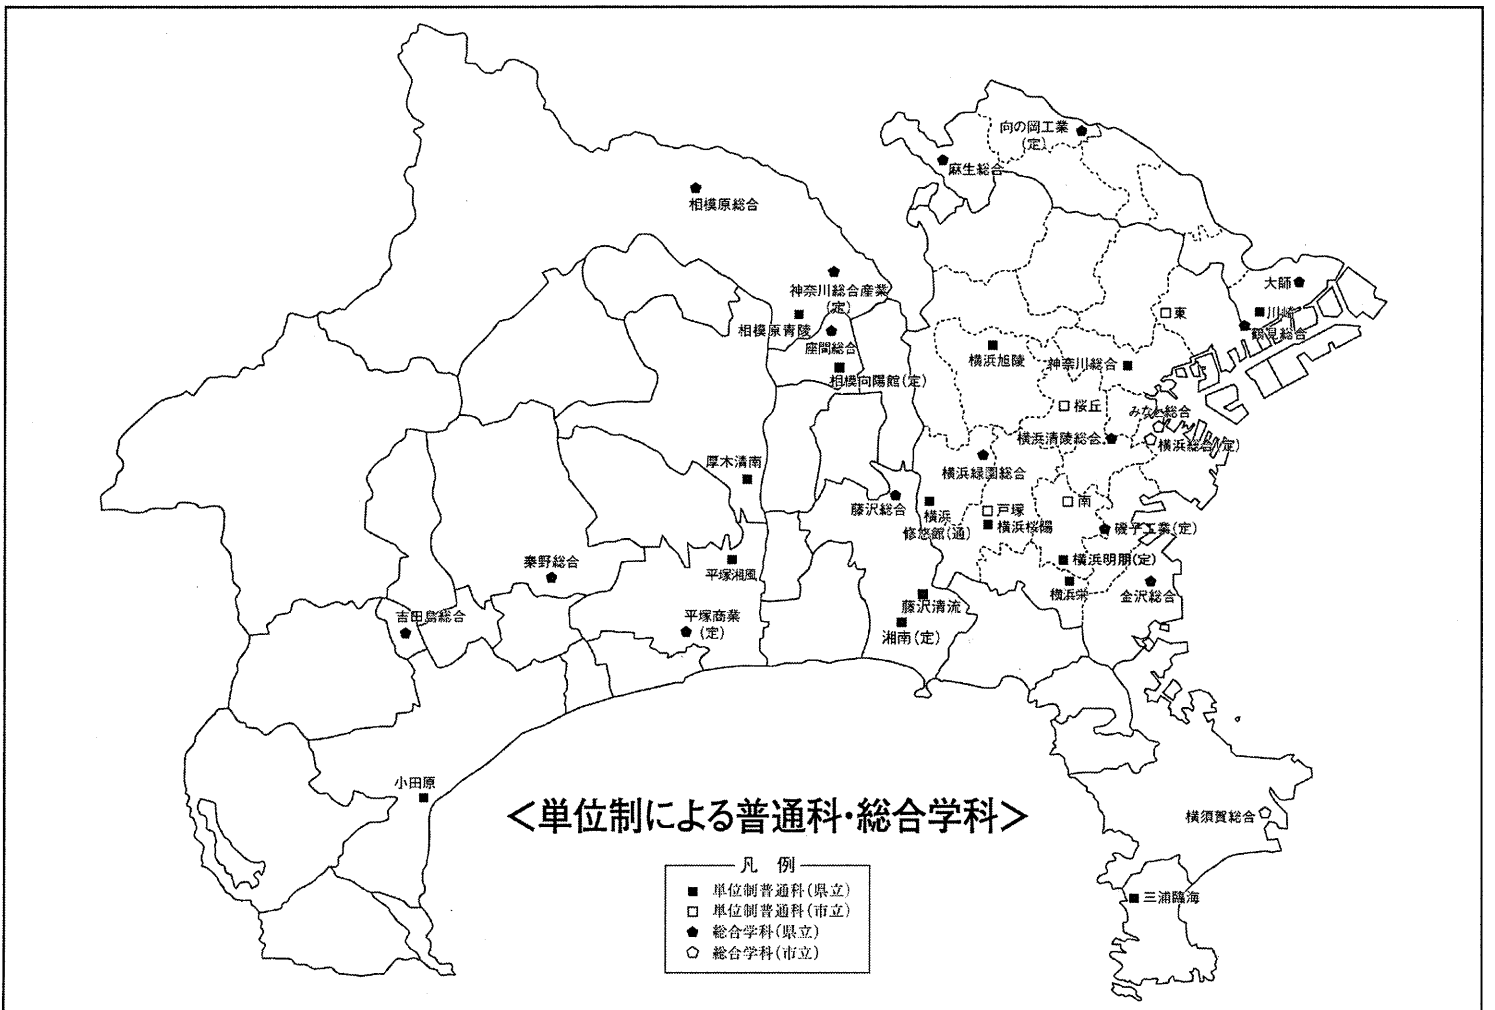 向の岡工業
(定)
麻生総合
相模原総合
神奈川総合産業
(定)
大師
相模原青陵
東
川崎
鶴見総合
座間総合
横浜旭陵
神奈川総合
相模向陽館(定)
桜丘
みなと総合
横浜清陵総合
横浜総合(定)
厚木清南
横浜緑園総合
藤沢総合
横浜
修悠館(通)
戸塚
横浜桜陽
南
磯子工業(定)
秦野総合
平塚湘風
横浜明朋(定)
横浜栄
金沢総合
吉田島総合
平塚商業
(定)
藤沢清流
湘南(定)
小田原
<単位制による普通科・総合学科>
横須賀総合
凡 例
単位制普通科(県立)
単位制普通科(市立)
総合学科(県立)
総合学科(市立)
三浦臨海